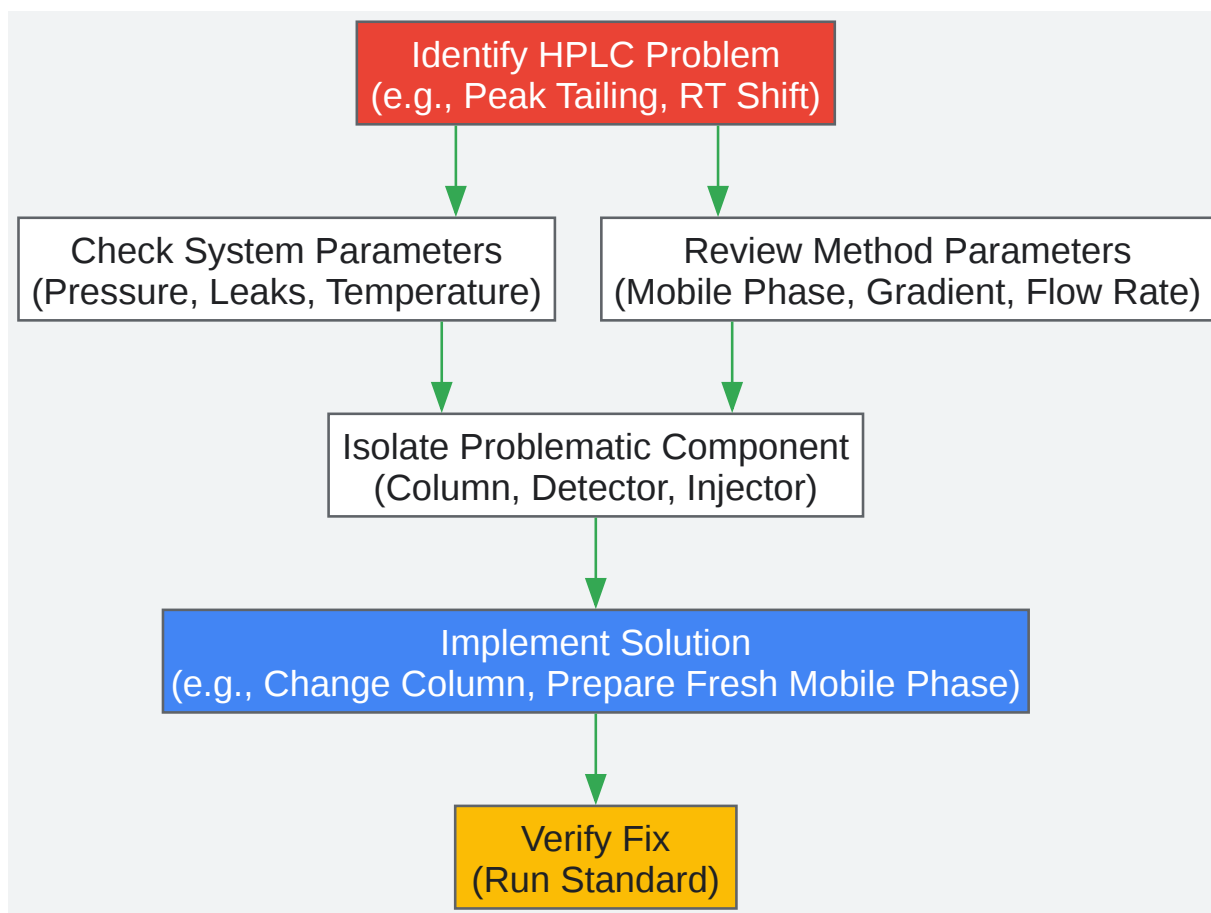 Identify HPLC Problem
(e.g., Peak Tailing, RT Shift)
Check System Parameters
(Pressure, Leaks, Temperature)
Review Method Parameters
(Mobile Phase, Gradient, Flow Rate)
Isolate Problematic Component
(Column, Detector, Injector)
Implement Solution
(e.g., Change Column, Prepare Fresh Mobile Phase)
Verify Fix
(Run Standard)